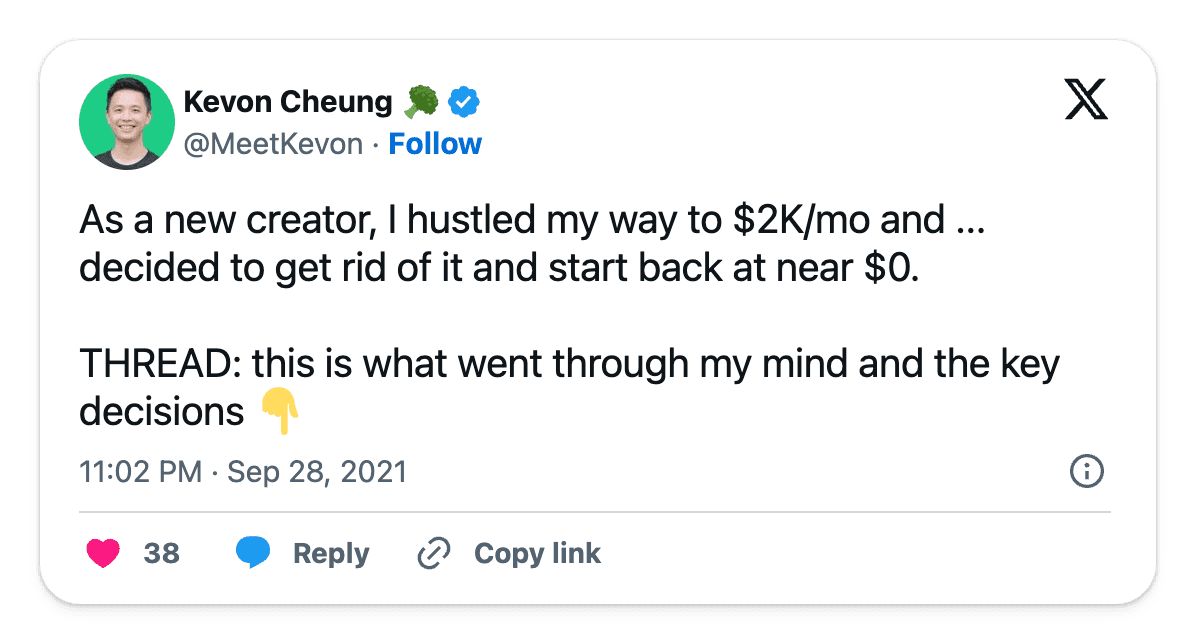 Kevon Cheung 🥦
@MeetKevon · Follow
As a new creator, I hustled my way to $2K/mo and ...
decided to get rid of it and start back at near $0.
THREAD: this is what went through my mind and the key
decisions 👇
11:02 PM · Sep 28, 2021
38 Reply Copy link